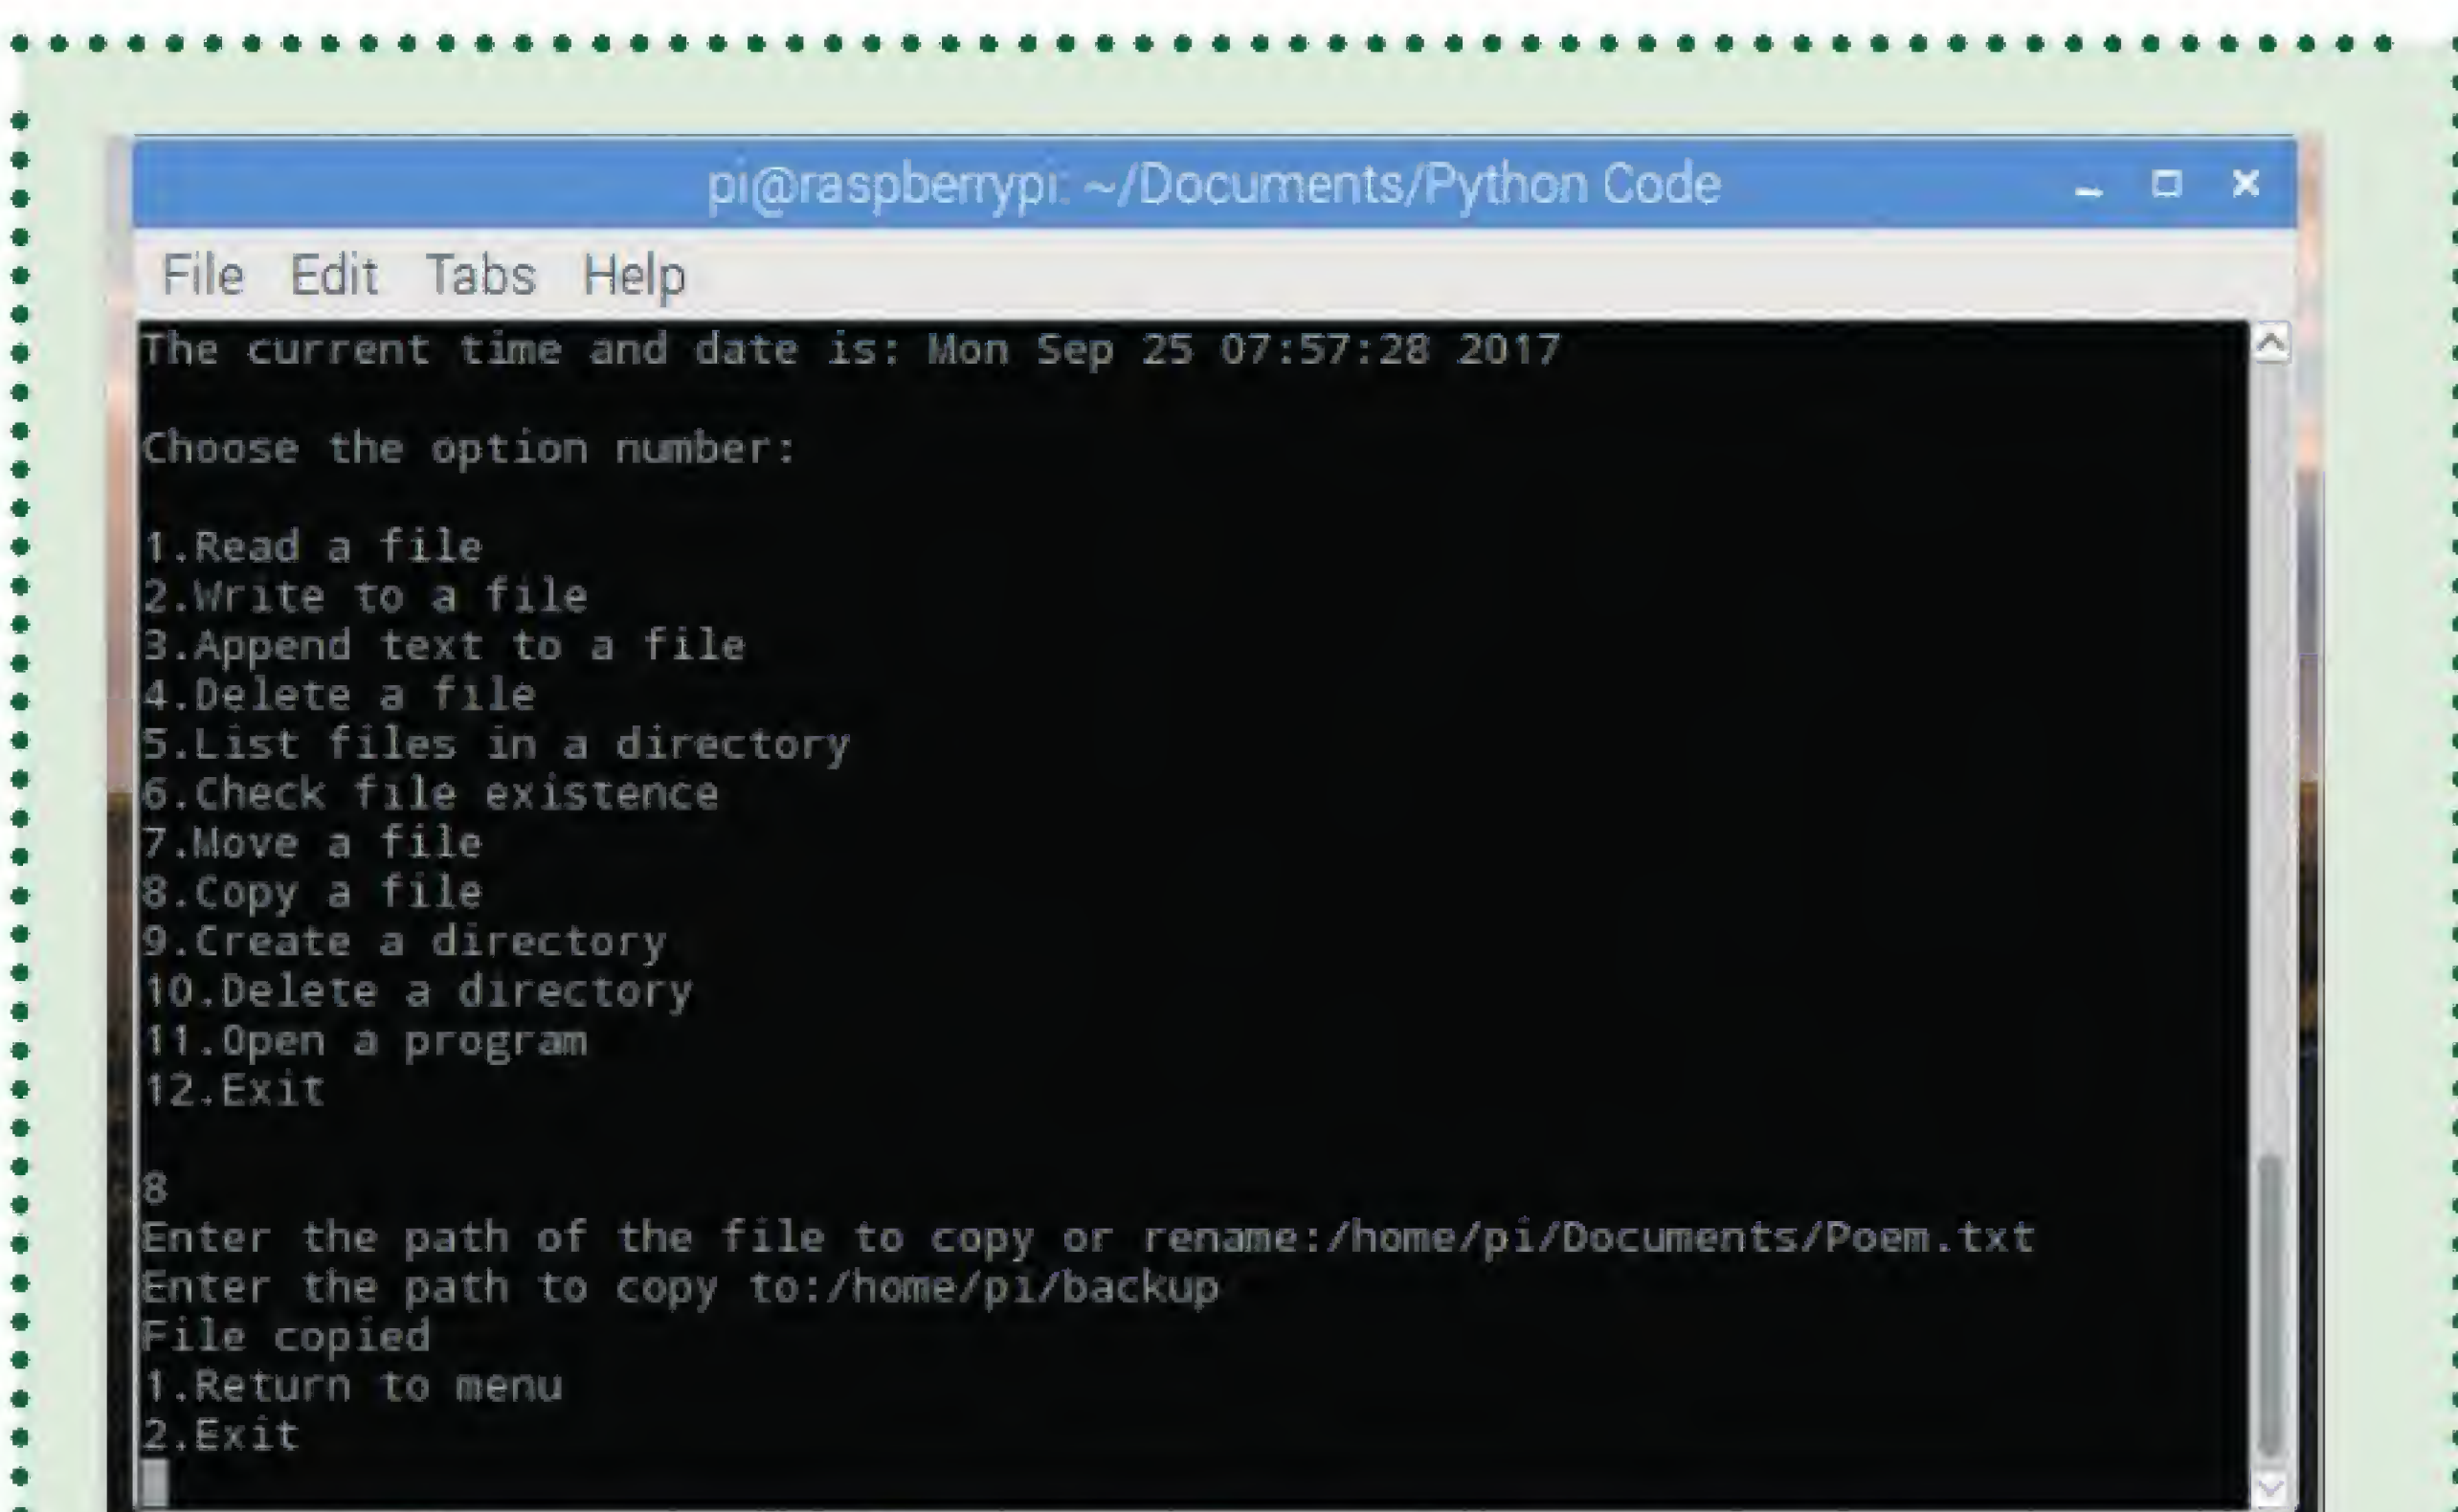 pi@raspberrypi: ~/Documents/Python Code
File Edit Tabs Help
The current time and date is: Mon Sep 25 07:57:28 2017
Choose the option number:
1.Read a file
2.Write to a file
3.Append text to a file
4.Delete a file
5.List files in a directory
6.Check file existence
7.Move a file
8.Copy a file
9.Create a directory
10.Delete a directory
11.Open a program
12.Exit
8
Enter the path of the file to copy or rename:/home/pi/Documents/Poem.txt
Enter the path to copy to:/home/pi/backup
File copied
1.Return to menu
2.Exit